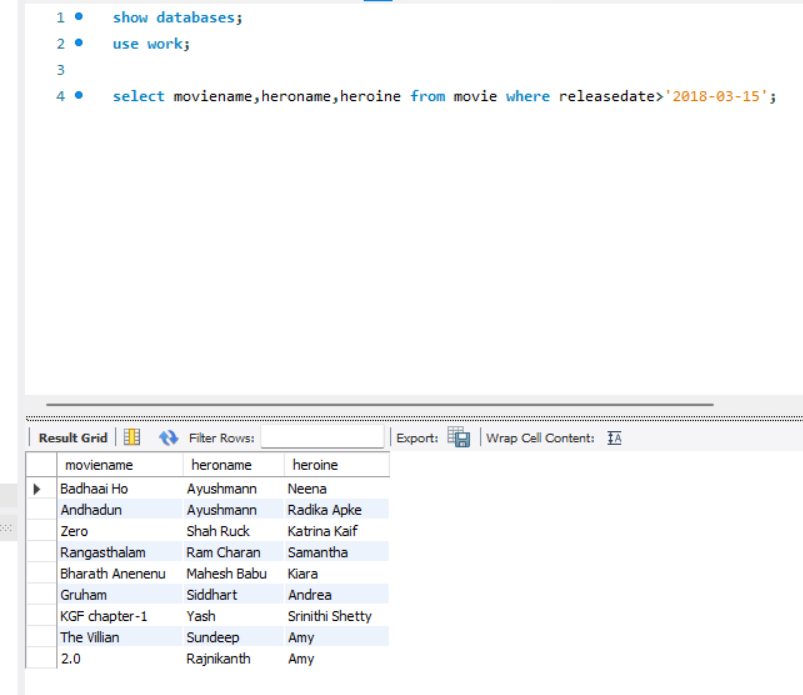 1 show databases;
2 use work;
3
4 select moviename,heroname,heroine from movie where releasedate>'2018-03-15';
Result Grid Filter Rows: Export: Wrap Cell Content: IA
moviename heroname heroine
Badhaai Ho Ayushmann Neena
Andhadun Ayushmann Radika Apke
Zero Shah Ruck Katrina Kaif
Rangasthalam Ram Charan Samantha
Bharath Anenenu Mahesh Babu Kiara
Gruham Siddhart Andrea
KGF chapter-1 Yash Srinithi Shetty
The Villian Sundeep Amy
2.0 Rajnikanth Amy